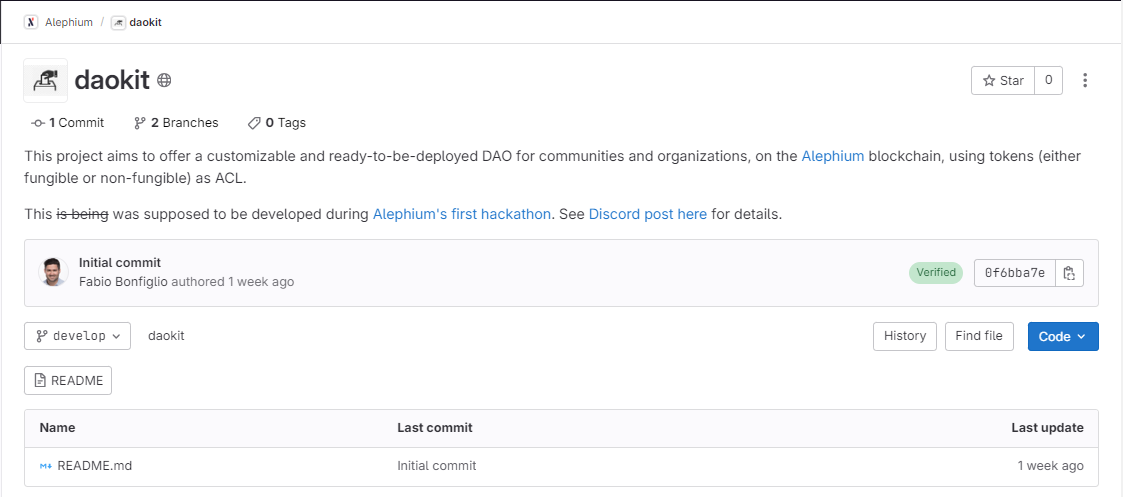 Alephium / daokit
daokit
Star 0
1 Commit 2 Branches 0 Tags
This project aims to offer a customizable and ready-to-be-deployed DAO for communities and organizations, on the Alephium blockchain, using tokens (either
fungible or non-fungible) as ACL.
This is being was supposed to be developed during Alephium's first hackathon. See Discord post here for details.
Initial commit
Fabio Bonfiglio authored 1 week ago
Verified 0f6bba7e
develop daokit History Find file Code
README
Name Last commit Last update
README.md Initial commit 1 week ago